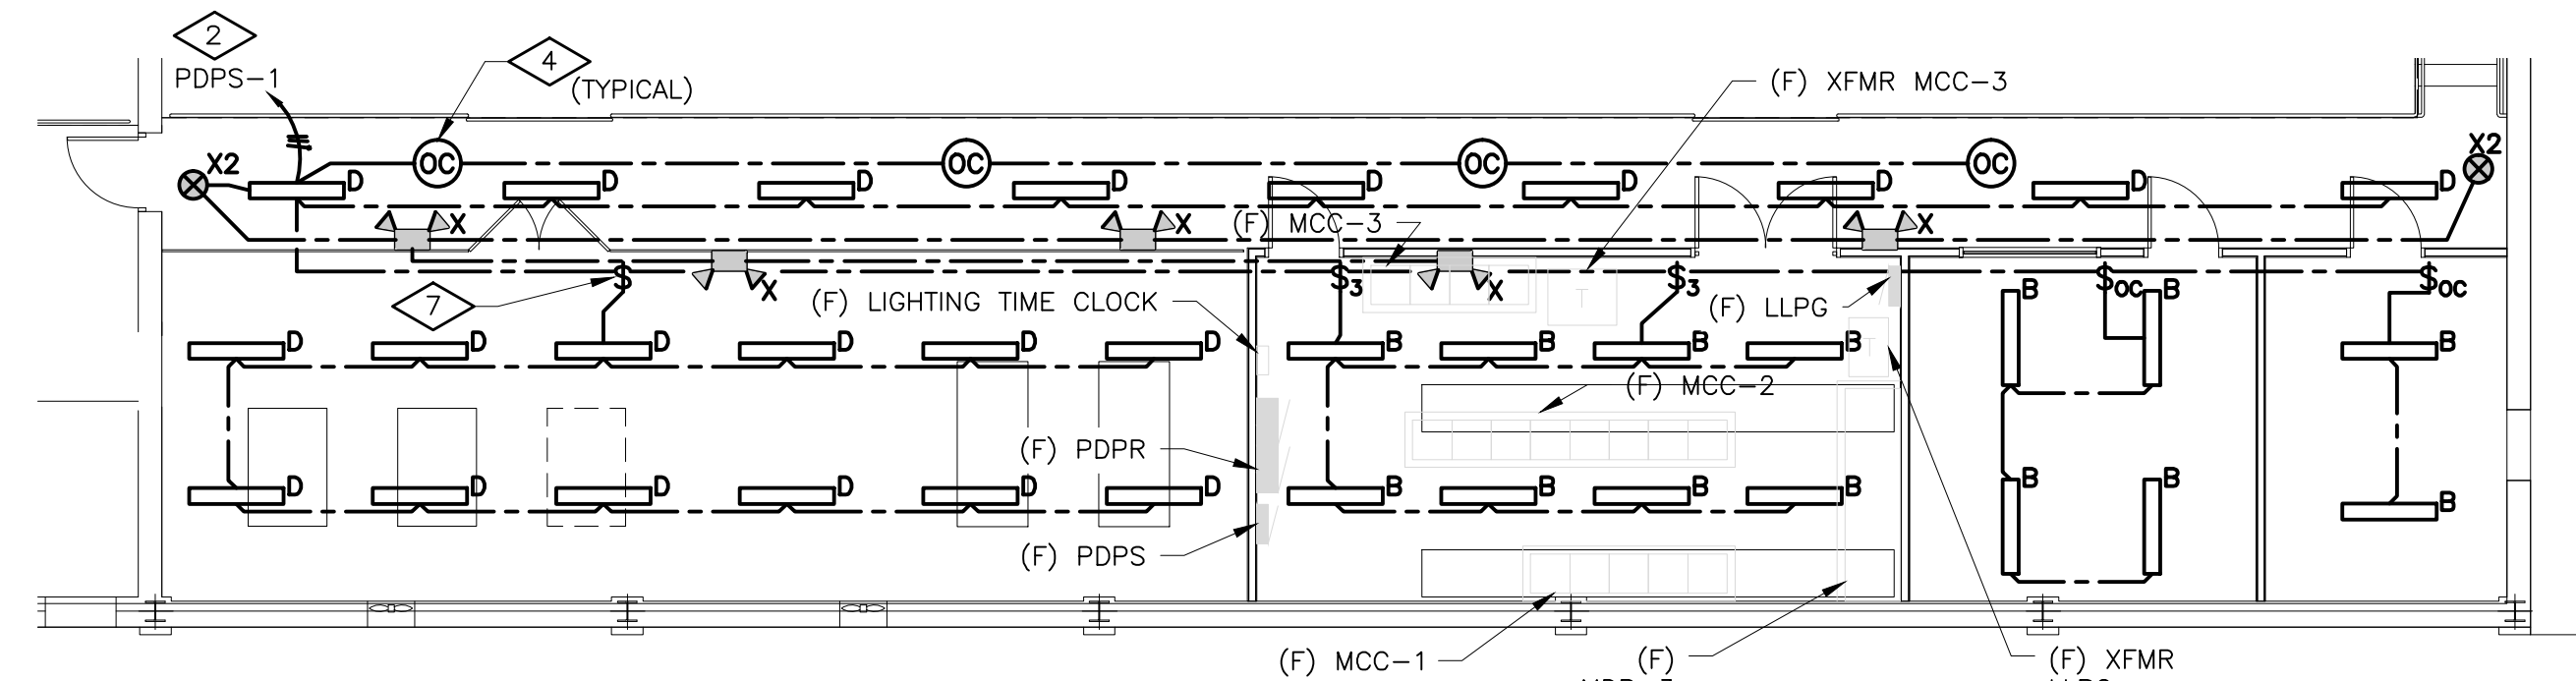 2
PDPS-1
4
(TYPICAL)
(F) XFMR MCC-3
X2
OC
OC
OC
OC
X2
D
D
D
D
D
D
D
D
D
X
X
(F) MCC-3
X
7
$
X
(F) LIGHTING TIME CLOCK
$3
X
T
$3
(F) LLPG
$OC
$OC
B
B
D
D
D
D
D
D
B
B
B
B
T
B
(F) MCC-2
(F) PDPR
D
D
D
D
D
D
B
B
B
B
B
B
B
(F) PDPS
(F) MCC-1
(F)
(F) XFMR